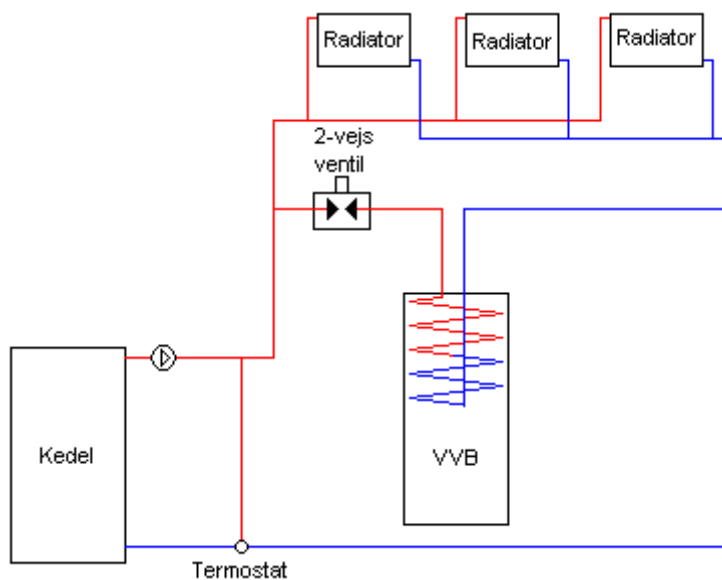 Radiator
Radiator
Radiator
2-vejs
ventil
Kedel
VVB
Termostat